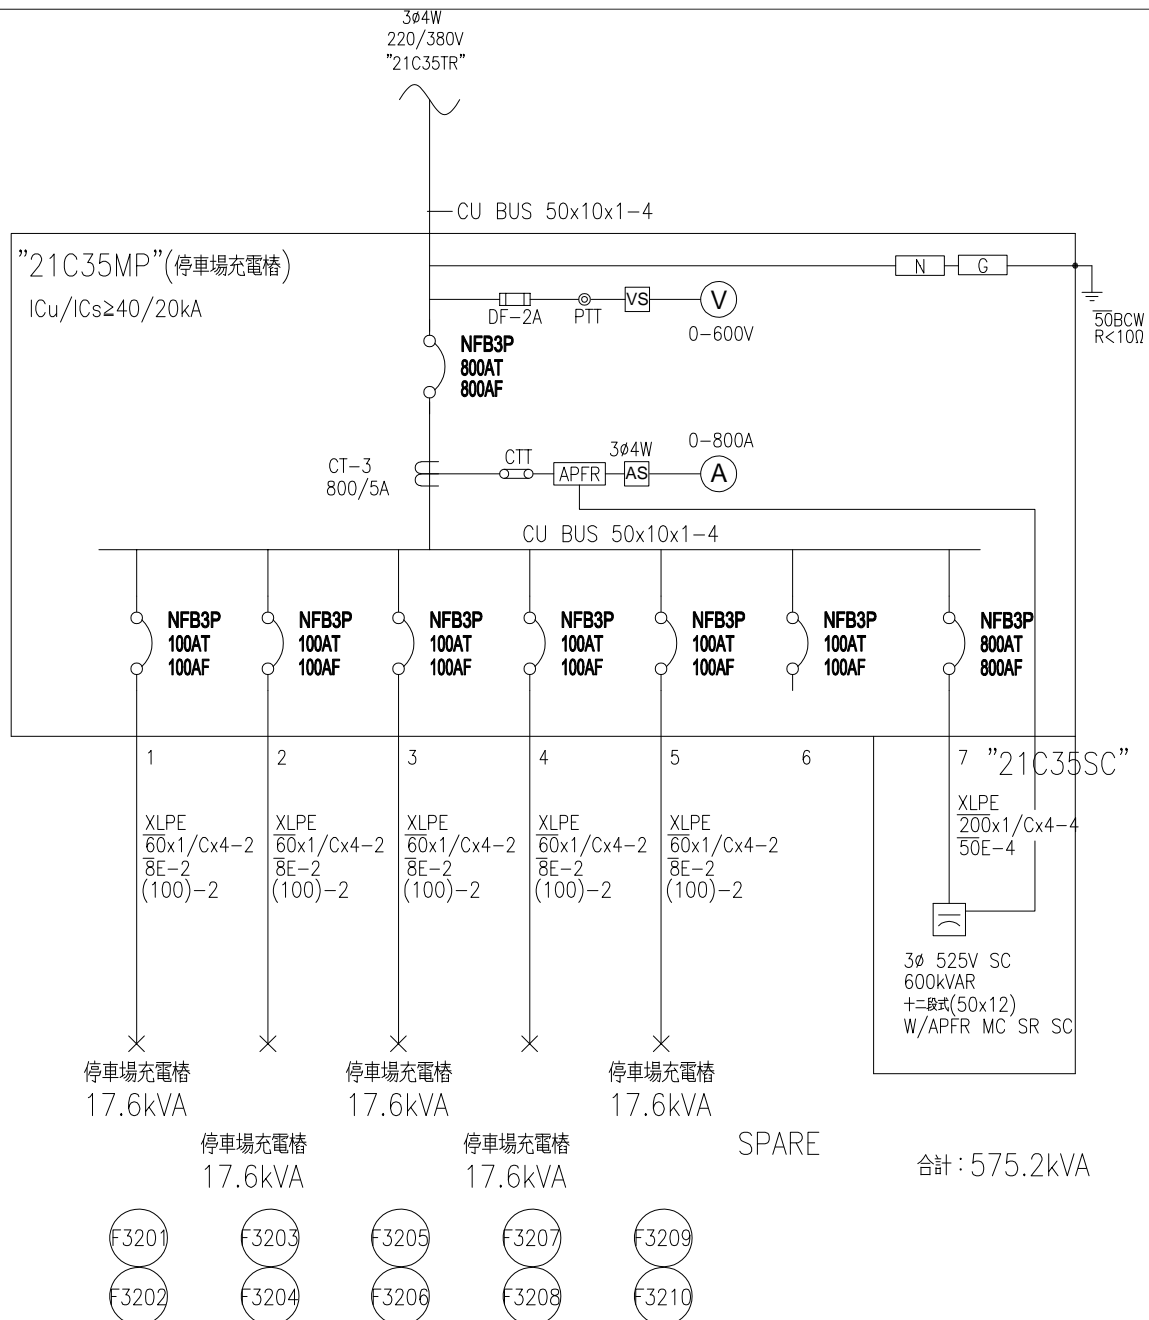 3ø4W
220/380V
"21C35TR"
CU BUS 50x10x1-4
"21C35MP"(停車場充電樁)
ICu/ICs≥40/20kA
N
G
DF-2A
PTT
VS
V
0-600V
50BCW
R<10Ω
NFB3P
800AT
800AF
CT-3
800/5A
CTT
APFR
3ø4W
AS
0-800A
A
CU BUS 50x10x1-4
NFB3P
100AT
100AF
NFB3P
100AT
100AF
NFB3P
100AT
100AF
NFB3P
100AT
100AF
NFB3P
100AT
100AF
NFB3P
100AT
100AF
NFB3P
800AT
800AF
1
2
3
4
5
6
7
"21C35SC"
XLPE
60x1/Cx4-2
8E-2
(100)-2
XLPE
60x1/Cx4-2
8E-2
(100)-2
XLPE
60x1/Cx4-2
8E-2
(100)-2
XLPE
60x1/Cx4-2
8E-2
(100)-2
XLPE
60x1/Cx4-2
8E-2
(100)-2
XLPE
200x1/Cx4-4
50E-4
3ø 525V SC
600kVAR
十二段式(50x12)
W/APFR MC SR SC
停車場充電樁
17.6kVA
停車場充電樁
17.6kVA
停車場充電樁
17.6kVA
停車場充電樁
17.6kVA
停車場充電樁
17.6kVA
SPARE
合計：575.2kVA
F3201
F3203
F3205
F3207
F3209
F3202
F3204
F3206
F3208
F3210